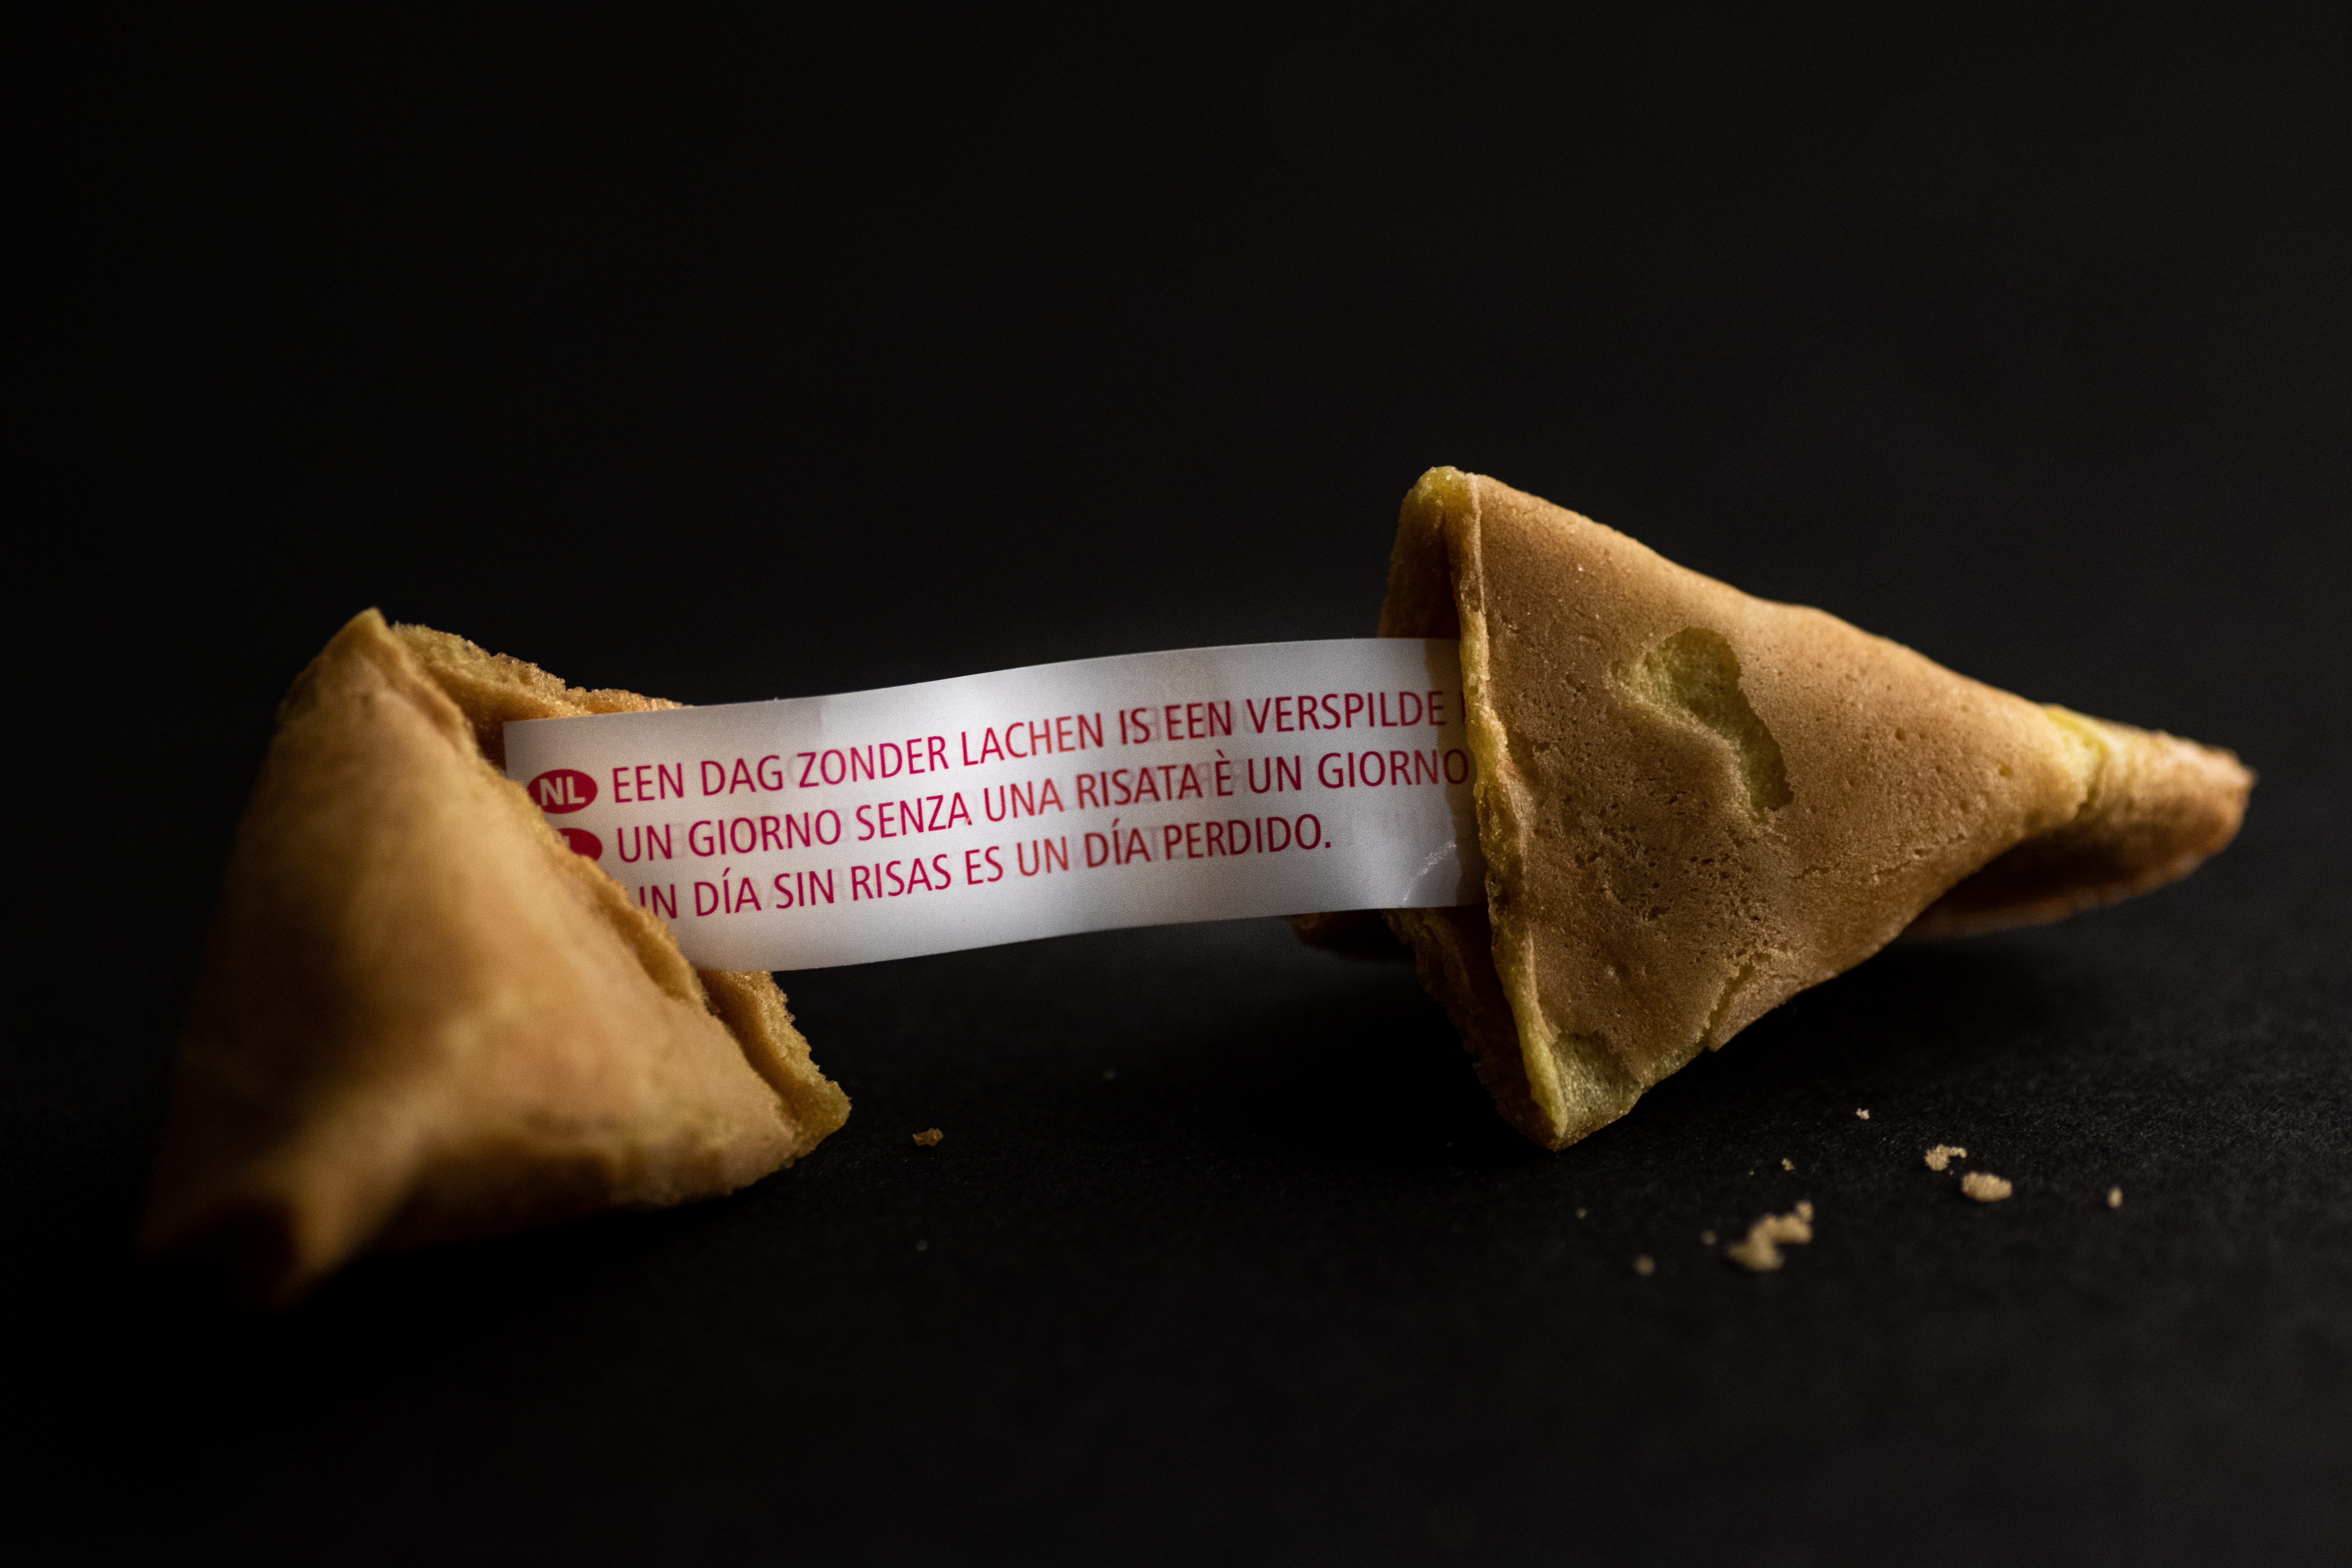 NL EEN DAG ZONDER LACHEN IS EEN VERSPILDE
UN GIORNO SENZA UNA RISATA È UN GIORNO
UN DÍA SIN RISAS ES UN DÍA PERDIDO.